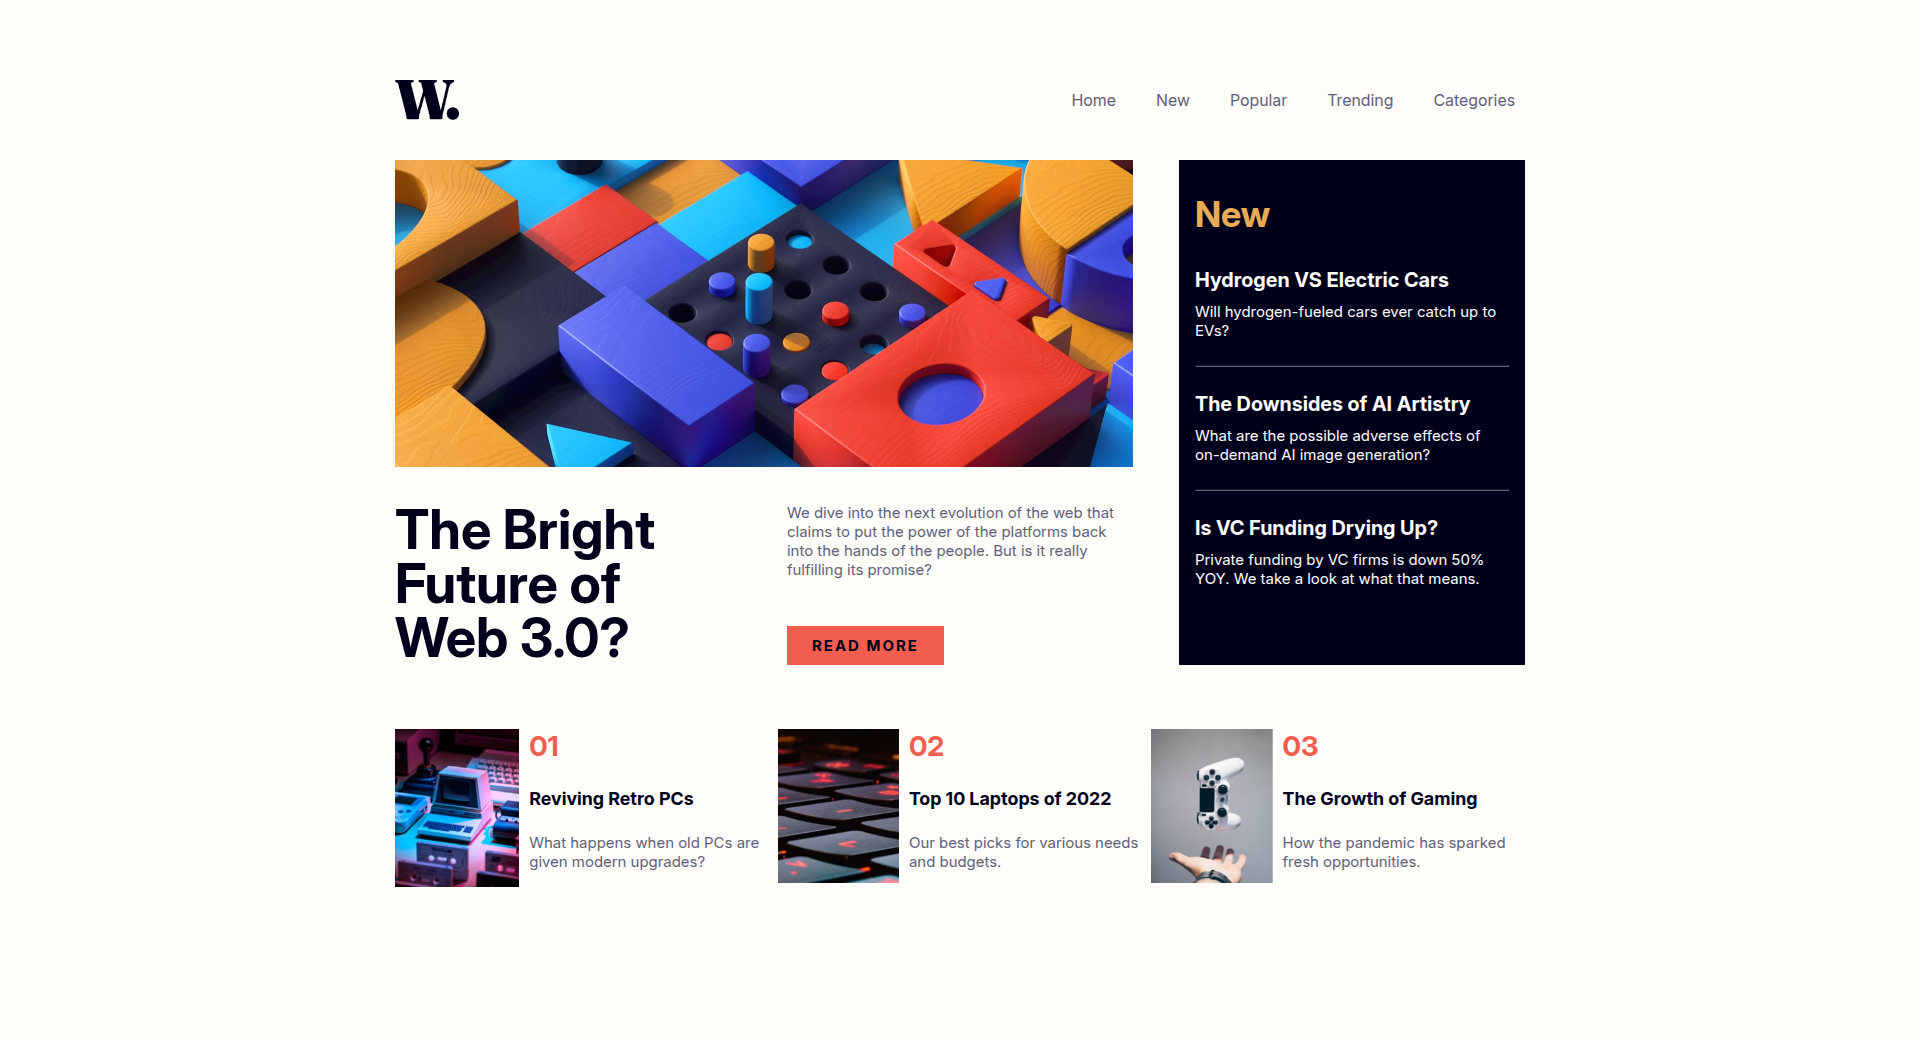 W.
Home New Popular Trending Categories
The Bright
Future of
Web 3.0?
We dive into the next evolution of the web that
claims to put the power of the platforms back
into the hands of the people. But is it really
fulfilling its promise?
READ MORE
New
Hydrogen VS Electric Cars
Will hydrogen-fueled cars ever catch up to
EVs?
The Downsides of AI Artistry
What are the possible adverse effects of
on-demand AI image generation?
Is VC Funding Drying Up?
Private funding by VC firms is down 50%
YOY. We take a look at what that means.
01
Reviving Retro PCs
What happens when old PCs are
given modern upgrades?
02
Top 10 Laptops of 2022
Our best picks for various needs
and budgets.
03
The Growth of Gaming
How the pandemic has sparked
fresh opportunities.